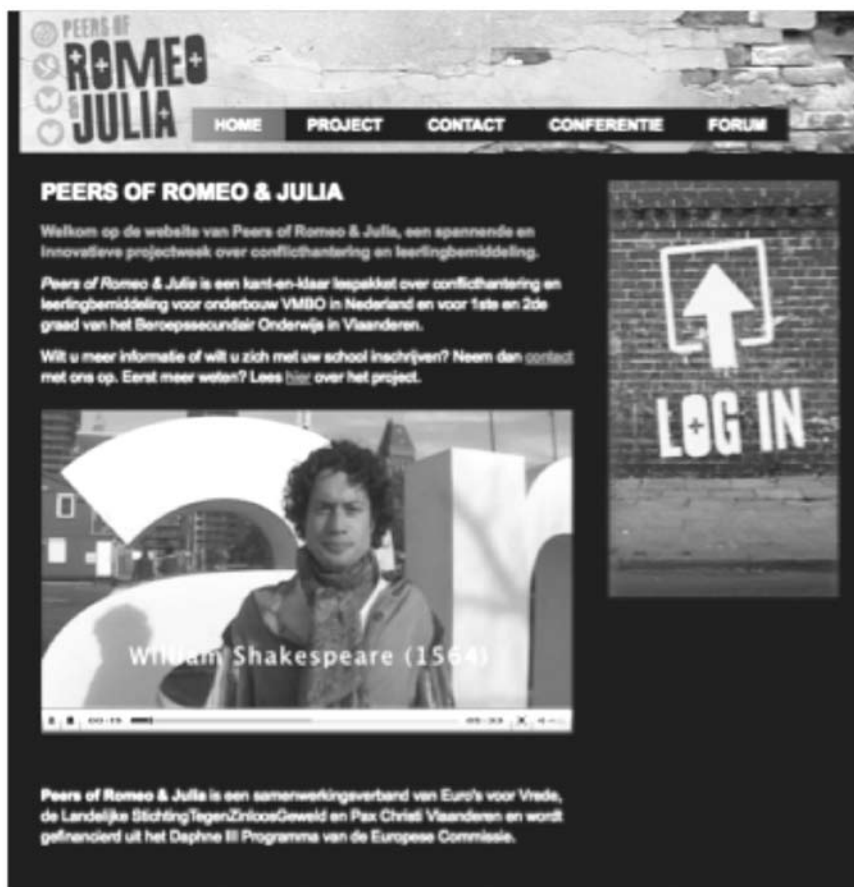 PEERS OF
ROMEO
& JULIA
HOME PROJECT CONTACT CONFERENTIE FORUM
PEERS OF ROMEO & JULIA
Welkom op de website van Peers of Romeo & Julia, een spannende en
innovatieve projectweek over conflicthantering en leerlingbemiddeling.
Peers of Romeo & Julia is een kant-en-klaar lespakket over conflicthantering en
leerlingbemiddeling voor onderbouw VMBO in Nederland en voor 1ste en 2de
graad van het Beroepssecundair Onderwijs in Vlaanderen.
Wilt u meer informatie of wilt u zich met uw school inschrijven? Neem dan contact
met ons op. Eerst meer weten? Lees hier over het project.
LOG IN
William Shakespeare (1564)
00:15 05:33
Peers of Romeo & Julia is een samenwerkingsverband van Euro's voor Vrede,
de Landelijke StichtingTegenZinloosGeweld en Pax Christi Vlaanderen en wordt
gefinancierd uit het Daphne III Programma van de Europese Commissie.